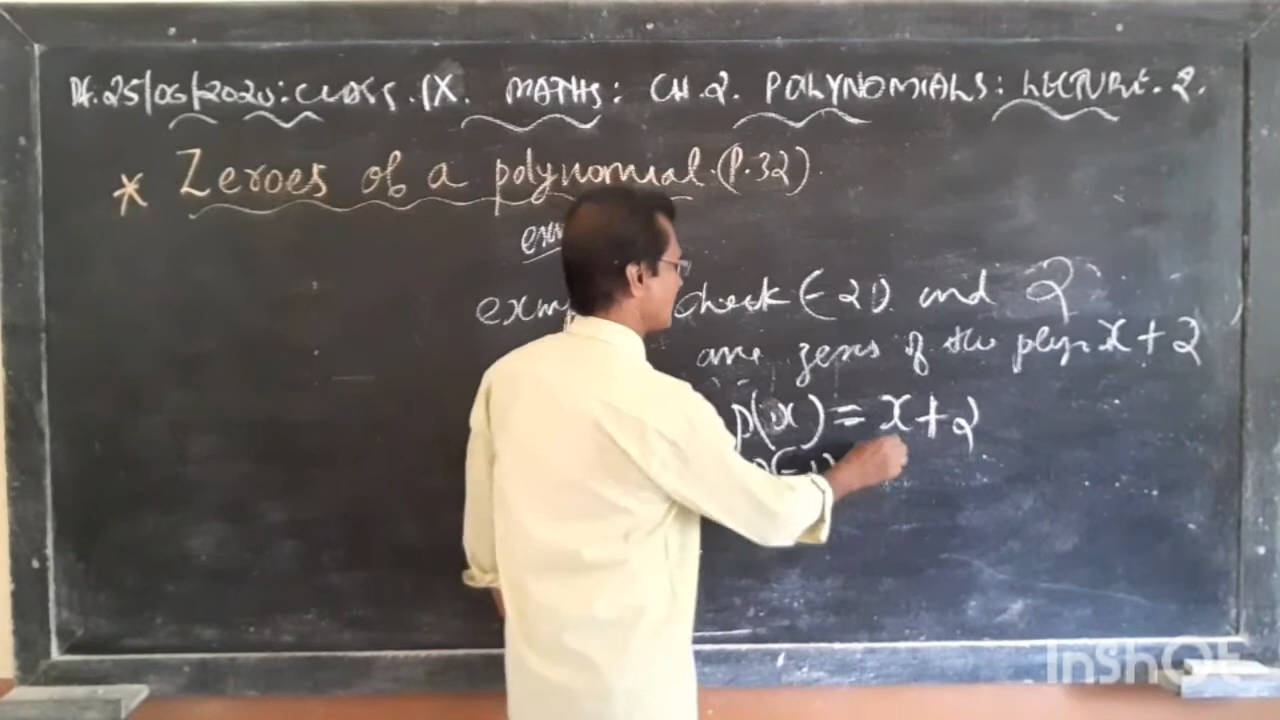 Dt. 25/06/2020: CLASS. IX. MATHS: CH. 2. POLYNOMIALS: LECTURE. 2.
* Zeroes of a polynomial. (P.32)
check (-2) and 2
are zeros of the x+2
p(x) = x+2
InShOt